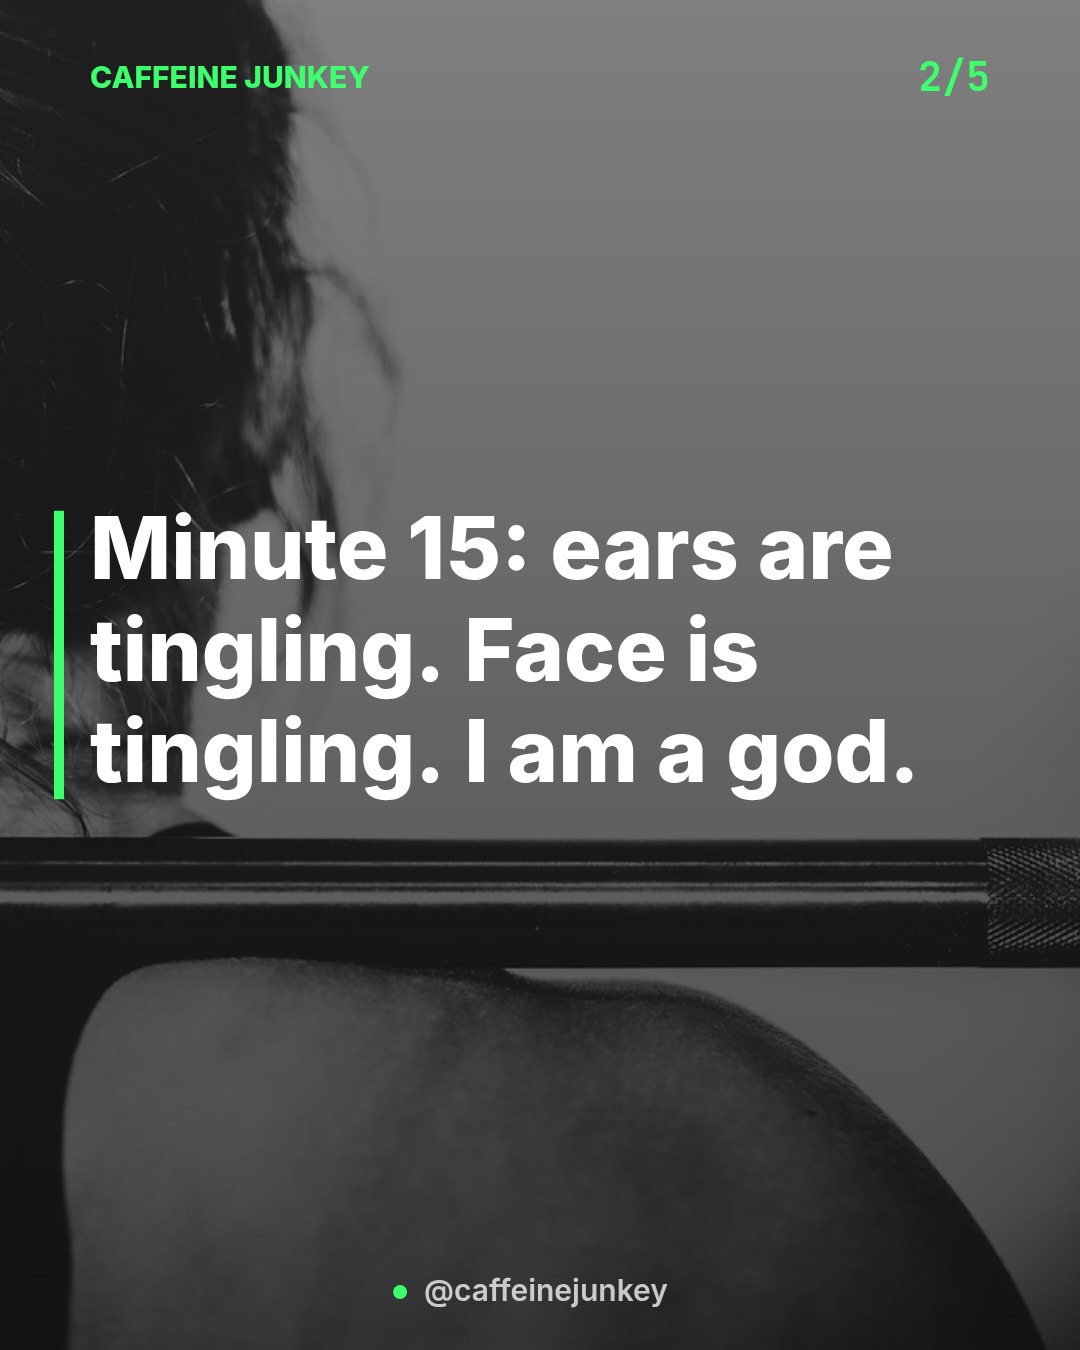 CAFFEINE JUNKEY
2/5
Minute 15: ears are
tingling. Face is
tingling. I am a god.
@caffeinejunkey